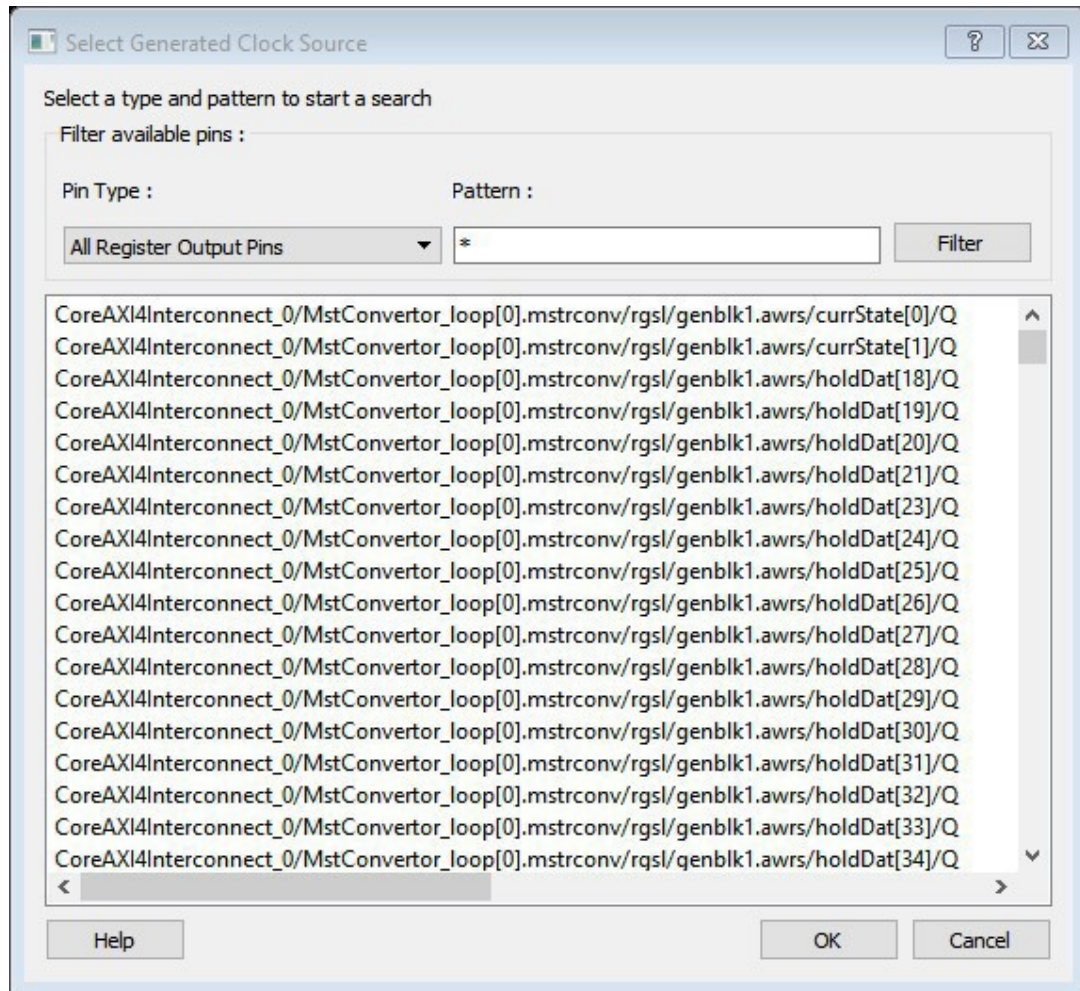 Select Generated Clock Source
Select a type and pattern to start a search
Filter available pins :
Pin Type :
Pattern :
All Register Output Pins
*
Filter
CoreAXI4Interconnect_0/MstConvertor_loop[0].mstrconv/rgsl/genblk1.awrs/currState[0]/Q
CoreAXI4Interconnect_0/MstConvertor_loop[0].mstrconv/rgsl/genblk1.awrs/currState[1]/Q
CoreAXI4Interconnect_0/MstConvertor_loop[0].mstrconv/rgsl/genblk1.awrs/holdDat[18]/Q
CoreAXI4Interconnect_0/MstConvertor_loop[0].mstrconv/rgsl/genblk1.awrs/holdDat[19]/Q
CoreAXI4Interconnect_0/MstConvertor_loop[0].mstrconv/rgsl/genblk1.awrs/holdDat[20]/Q
CoreAXI4Interconnect_0/MstConvertor_loop[0].mstrconv/rgsl/genblk1.awrs/holdDat[21]/Q
CoreAXI4Interconnect_0/MstConvertor_loop[0].mstrconv/rgsl/genblk1.awrs/holdDat[23]/Q
CoreAXI4Interconnect_0/MstConvertor_loop[0].mstrconv/rgsl/genblk1.awrs/holdDat[24]/Q
CoreAXI4Interconnect_0/MstConvertor_loop[0].mstrconv/rgsl/genblk1.awrs/holdDat[25]/Q
CoreAXI4Interconnect_0/MstConvertor_loop[0].mstrconv/rgsl/genblk1.awrs/holdDat[26]/Q
CoreAXI4Interconnect_0/MstConvertor_loop[0].mstrconv/rgsl/genblk1.awrs/holdDat[27]/Q
CoreAXI4Interconnect_0/MstConvertor_loop[0].mstrconv/rgsl/genblk1.awrs/holdDat[28]/Q
CoreAXI4Interconnect_0/MstConvertor_loop[0].mstrconv/rgsl/genblk1.awrs/holdDat[29]/Q
CoreAXI4Interconnect_0/MstConvertor_loop[0].mstrconv/rgsl/genblk1.awrs/holdDat[30]/Q
CoreAXI4Interconnect_0/MstConvertor_loop[0].mstrconv/rgsl/genblk1.awrs/holdDat[31]/Q
CoreAXI4Interconnect_0/MstConvertor_loop[0].mstrconv/rgsl/genblk1.awrs/holdDat[32]/Q
CoreAXI4Interconnect_0/MstConvertor_loop[0].mstrconv/rgsl/genblk1.awrs/holdDat[33]/Q
CoreAXI4Interconnect_0/MstConvertor_loop[0].mstrconv/rgsl/genblk1.awrs/holdDat[34]/Q
Help
OK
Cancel